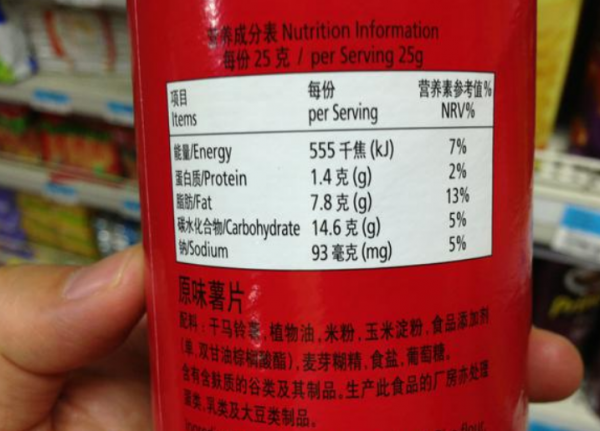 营养成分表 Nutrition Information
每份 25 克 / per Serving 25g
项目 每份 营养素参考值%
Items per Serving NRV%
能量/Energy 555 千焦 (kJ) 7%
蛋白质/Protein 1.4 克 (g) 2%
脂肪/Fat 7.8 克 (g) 13%
碳水化合物/Carbohydrate 14.6 克 (g) 5%
钠/Sodium 93 毫克 (mg) 5%
原味薯片
配料：干马铃薯，植物油，米粉，玉米淀粉，食品添加剂
(单，双甘油棕榈酸酯)，麦芽糊精，食盐，葡萄糖。
含有含麸质的谷类及其制品。生产此食品的厂房亦处理
蛋类，乳类及大豆类制品。